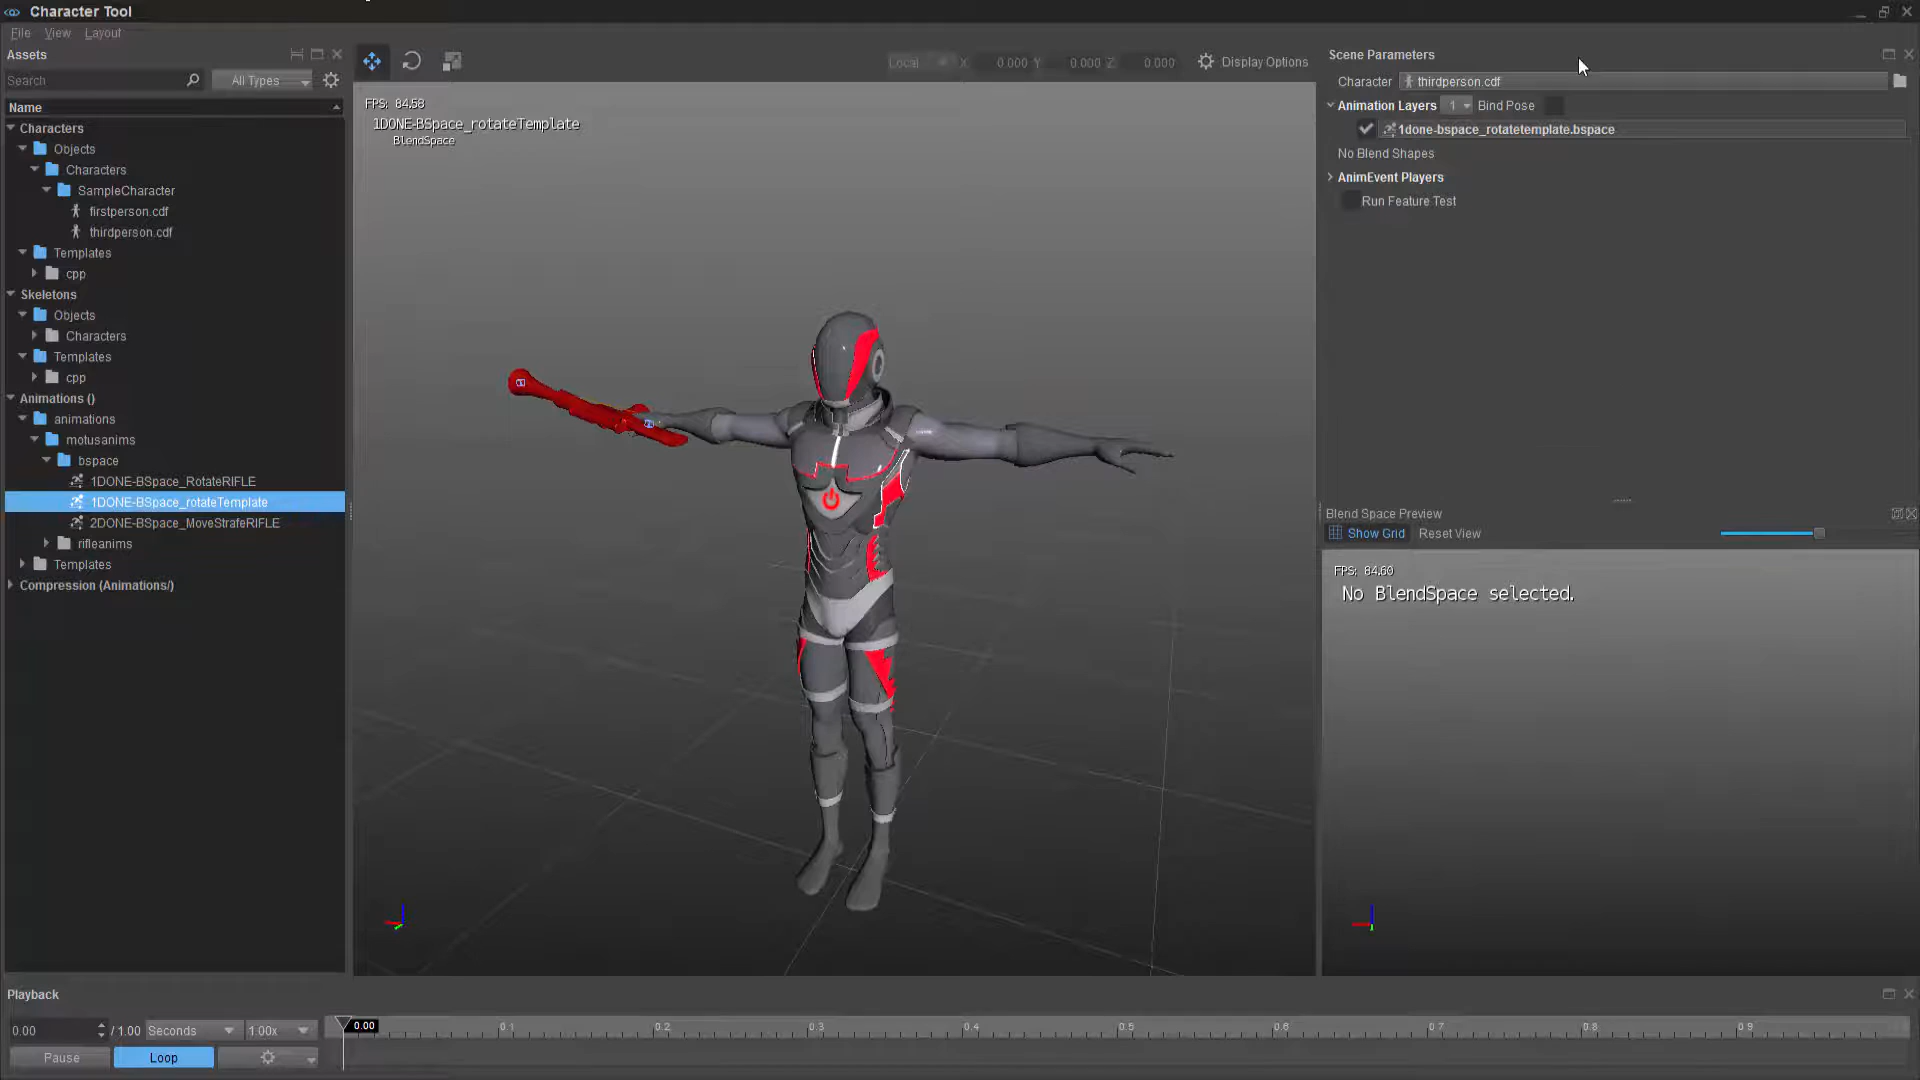 Character Tool
File View Layout
Assets
Search All Types
Name
Characters
Objects
Characters
SampleCharacter
firstperson.cdf
thirdperson.cdf
Templates
cpp
Skeletons
Objects
Characters
Templates
cpp
Animations ()
animations
motusanims
bspace
1DONE-BSpace_RotateRIFLE
1DONE-BSpace_rotateTemplate
2DONE-BSpace_MoveStrafeRIFLE
rifleanims
Templates
Compression (Animations/)
Local X 0.000 Y 0.000 Z 0.000 Display Options
FPS: 84.58
1DONE-BSpace_rotateTemplate
BlendSpace
Scene Parameters
Character thirdperson.cdf
Animation Layers 1 Bind Pose
1done-bspace_rotatetemplate.bspace
No Blend Shapes
AnimEvent Players
Run Feature Test
Blend Space Preview
Show Grid Reset View
FPS: 84.60
No BlendSpace selected.
Playback
0.00 / 1.00 Seconds 1.00x 0.00 0.1 0.2 0.3 0.4 0.5 0.6 0.7 0.8 0.9
Pause Loop